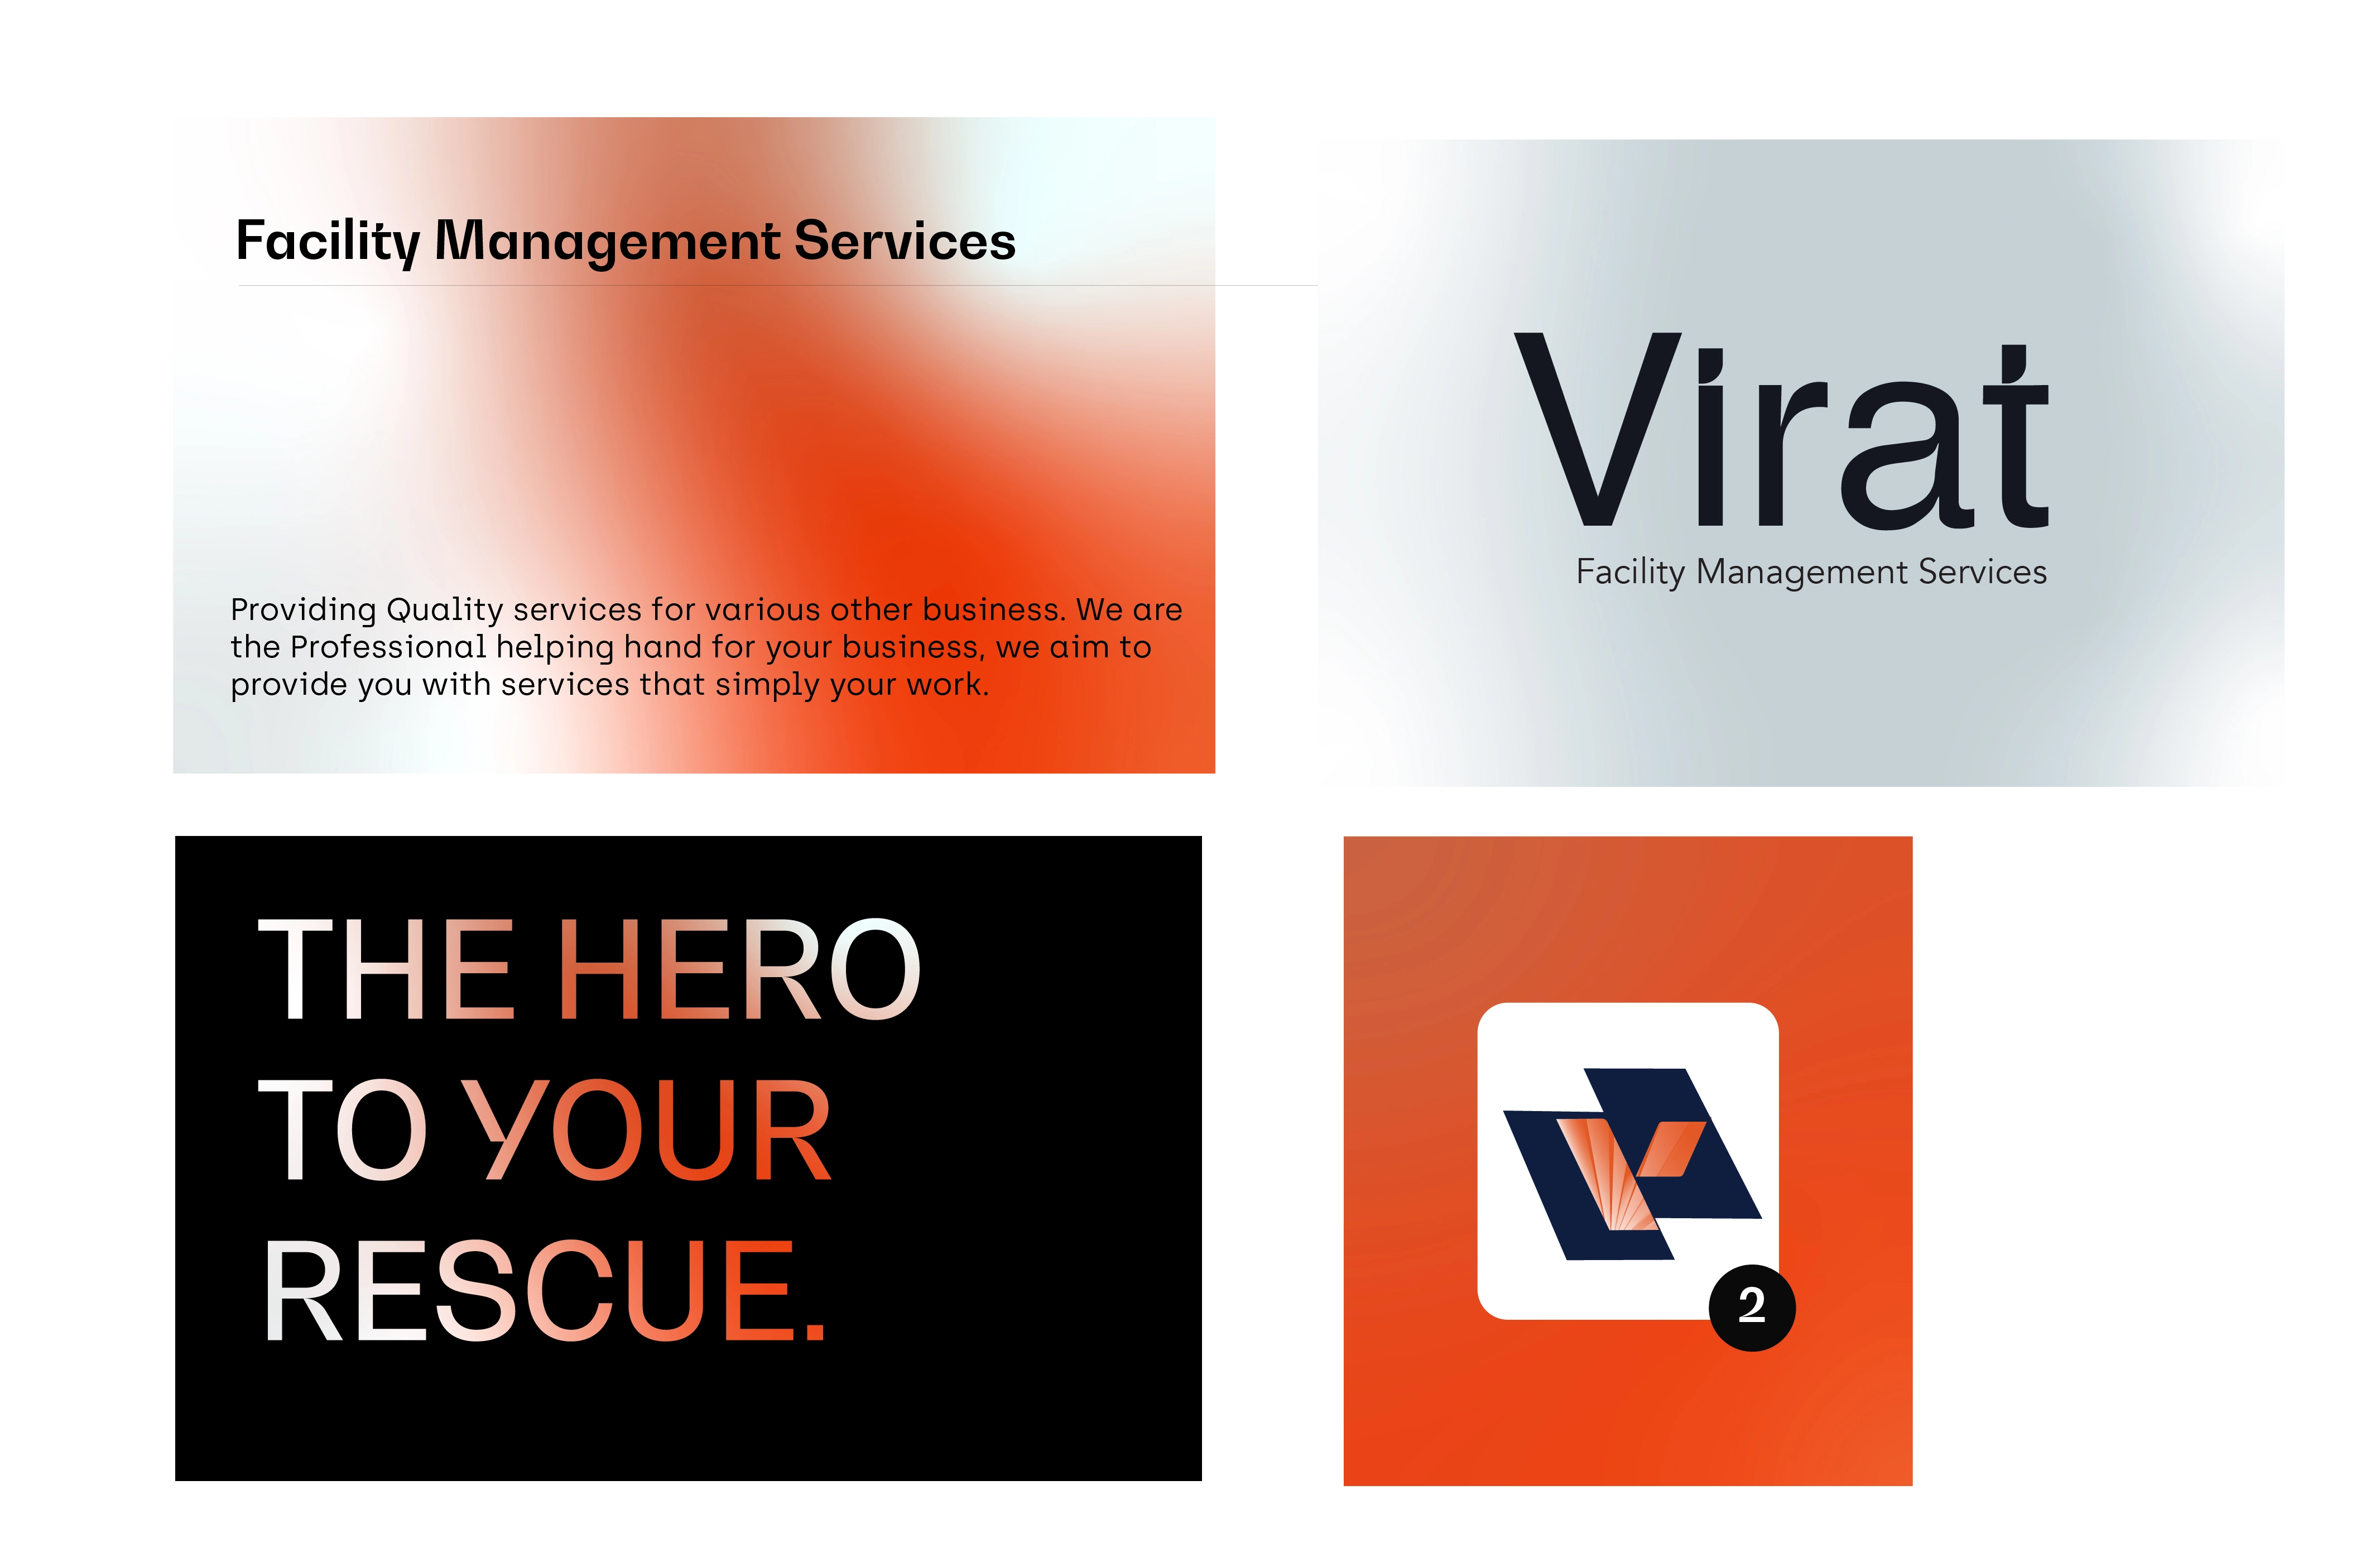 Facility Management Services
Providing Quality services for various other business. We are
the Professional helping hand for your business, we aim to
provide you with services that simply your work.
Virat
Facility Management Services
THE HERO
TO YOUR
RESCUE.
2